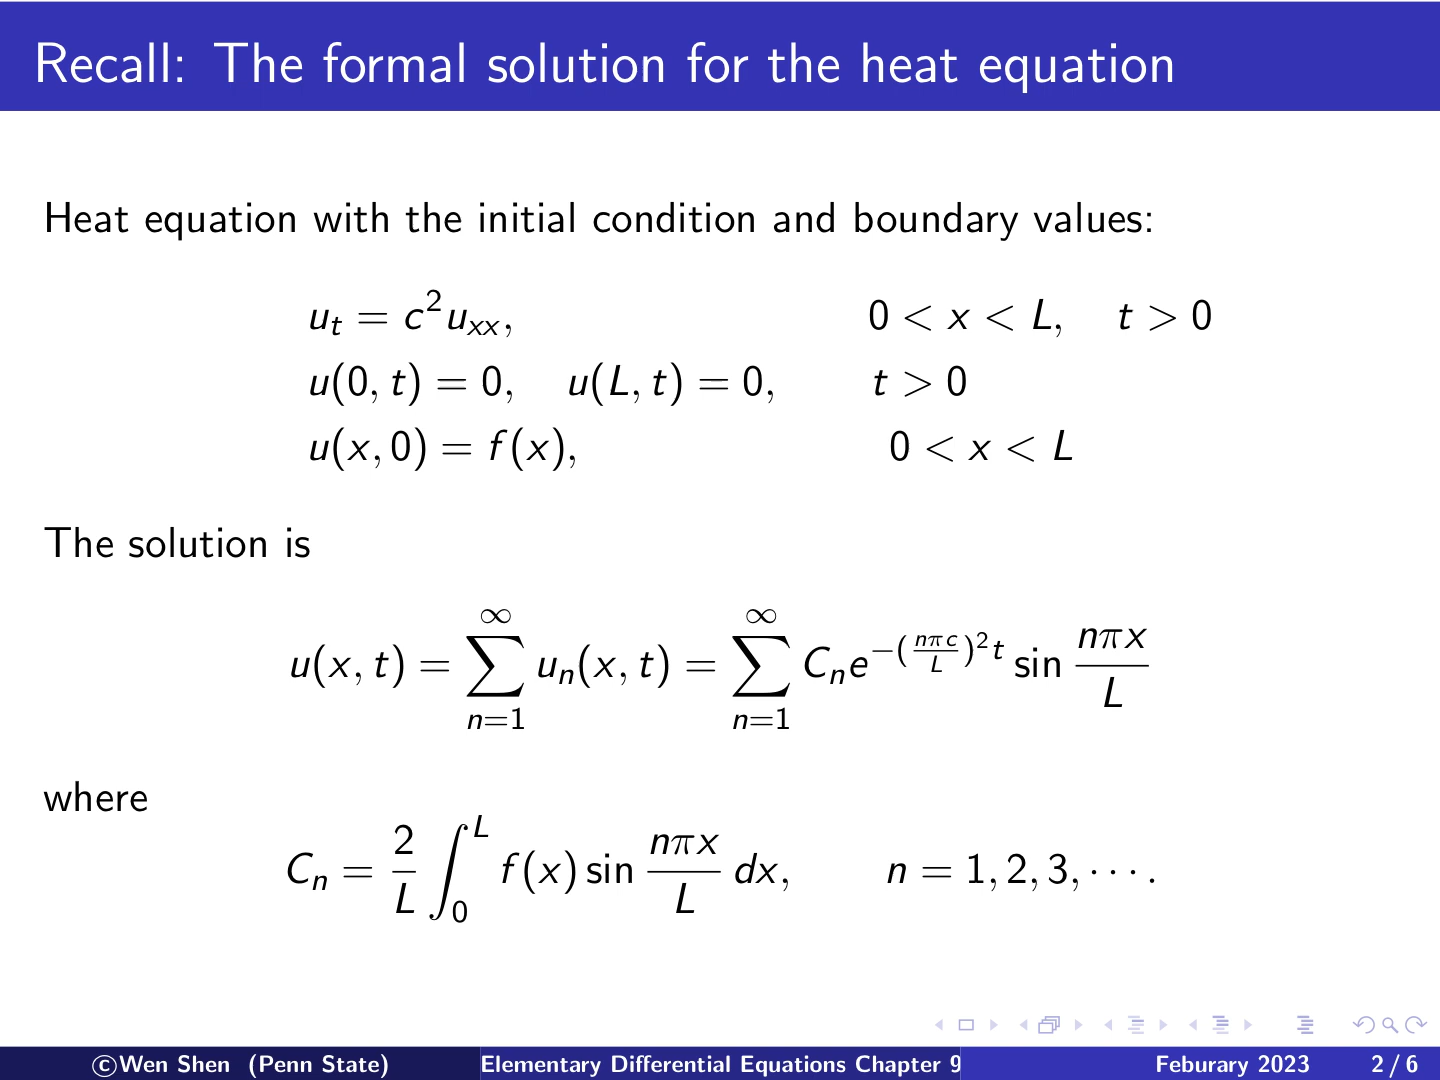 Recall: The formal solution for the heat equation
Heat equation with the initial condition and boundary values:
u_t = c^2 u_{xx},    0 < x < L,  t > 0
u(0, t) = 0,  u(L, t) = 0,    t > 0
u(x, 0) = f(x),    0 < x < L
The solution is
u(x, t) = \sum_{n=1}^{\infty} u_n(x, t) = \sum_{n=1}^{\infty} C_n e^{-(\frac{n\pi c}{L})^2 t} \sin \frac{n\pi x}{L}
where
C_n = \frac{2}{L} \int_0^L f(x) \sin \frac{n\pi x}{L} dx,    n = 1, 2, 3, · · · .
©Wen Shen (Penn State)    Elementary Differential Equations Chapter 9    Feburary 2023    2 / 6